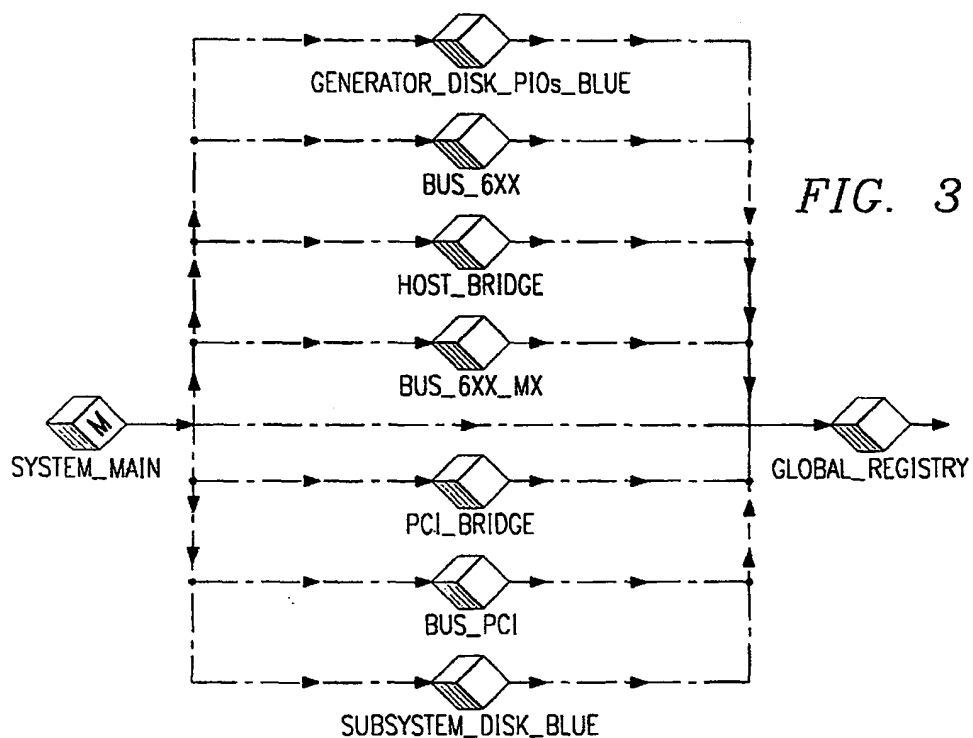 GENERATOR_DISK_PIOs_BLUE
BUS_6XX
FIG. 3
HOST_BRIDGE
BUS_6XX_MX
M
SYSTEM_MAIN
GLOBAL_REGISTRY
PCI_BRIDGE
BUS_PCI
SUBSYSTEM_DISK_BLUE